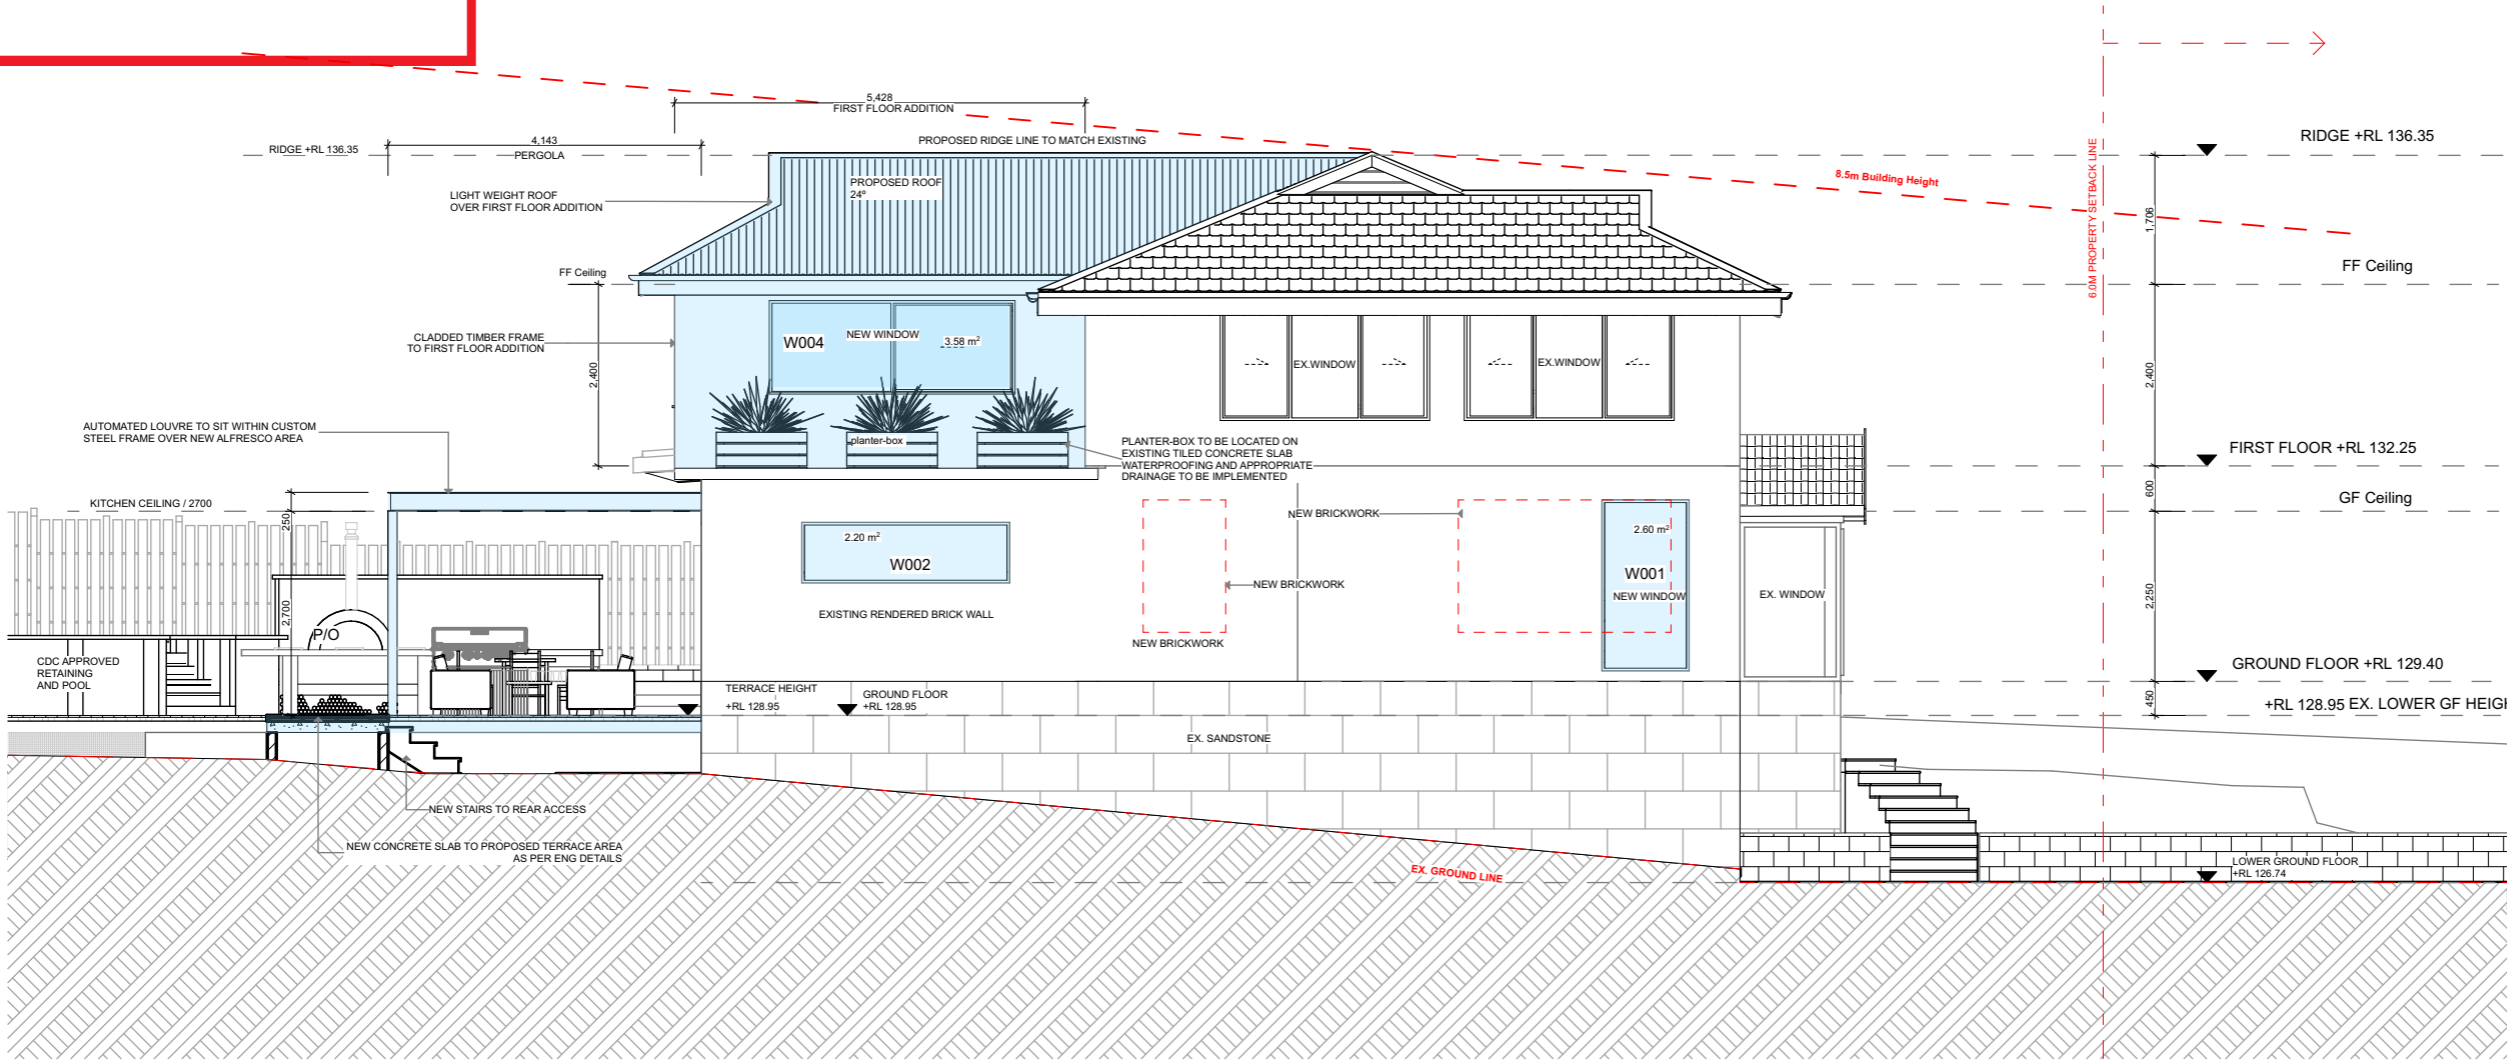 5,428
FIRST FLOOR ADDITION
4,143
PERGOLA
RIDGE +RL 136.35
PROPOSED RIDGE LINE TO MATCH EXISTING
RIDGE +RL 136.35
8.5m Building Height
6.0M PROPERTY SETBACK LINE
PROPOSED ROOF
24º
LIGHT WEIGHT ROOF
OVER FIRST FLOOR ADDITION
1,706
FF Ceiling
FF Ceiling
CLADDED TIMBER FRAME
TO FIRST FLOOR ADDITION
2,400
W004
NEW WINDOW
3.58 m²
EX.WINDOW
EX.WINDOW
2,400
AUTOMATED LOUVRE TO SIT WITHIN CUSTOM
STEEL FRAME OVER NEW ALFRESCO AREA
planter-box
PLANTER-BOX TO BE LOCATED ON
EXISTING TILED CONCRETE SLAB
WATERPROOFING AND APPROPRIATE
DRAINAGE TO BE IMPLEMENTED
FIRST FLOOR +RL 132.25
600
GF Ceiling
KITCHEN CEILING / 2700
250
2,700
NEW BRICKWORK
NEW BRICKWORK
NEW BRICKWORK
2.20 m²
W002
EXISTING RENDERED BRICK WALL
2.60 m²
W001
NEW WINDOW
EX. WINDOW
2,250
P/O
CDC APPROVED
RETAINING
AND POOL
GROUND FLOOR +RL 129.40
450
+RL 128.95 EX. LOWER GF HEIGH
TERRACE HEIGHT
+RL 128.95
GROUND FLOOR
+RL 128.95
EX. SANDSTONE
NEW STAIRS TO REAR ACCESS
NEW CONCRETE SLAB TO PROPOSED TERRACE AREA
AS PER ENG DETAILS
EX. GROUND LINE
LOWER GROUND FLOOR
+RL 126.74